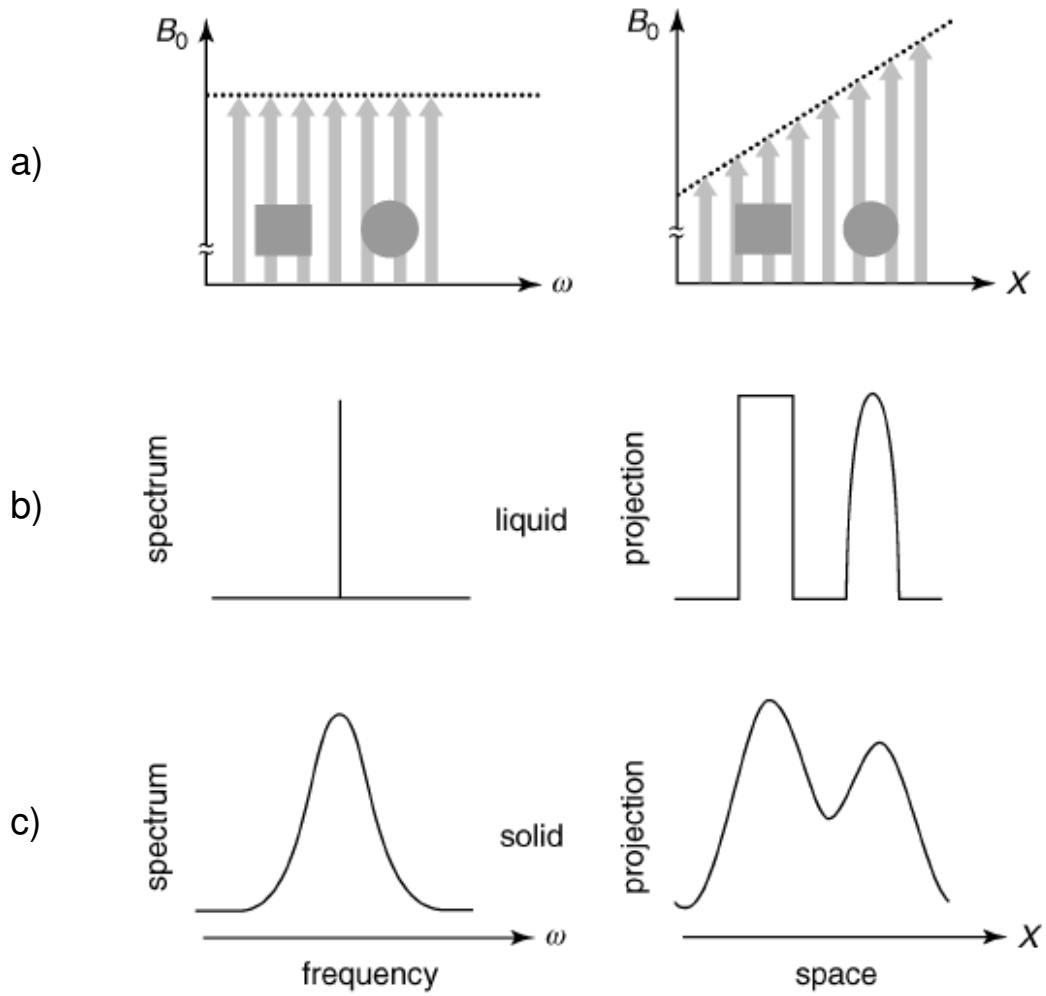 B₀
B₀
a)
≈
≈
ω
X
b)
spectrum
liquid
projection
c)
spectrum
solid
projection
ω
X
frequency
space